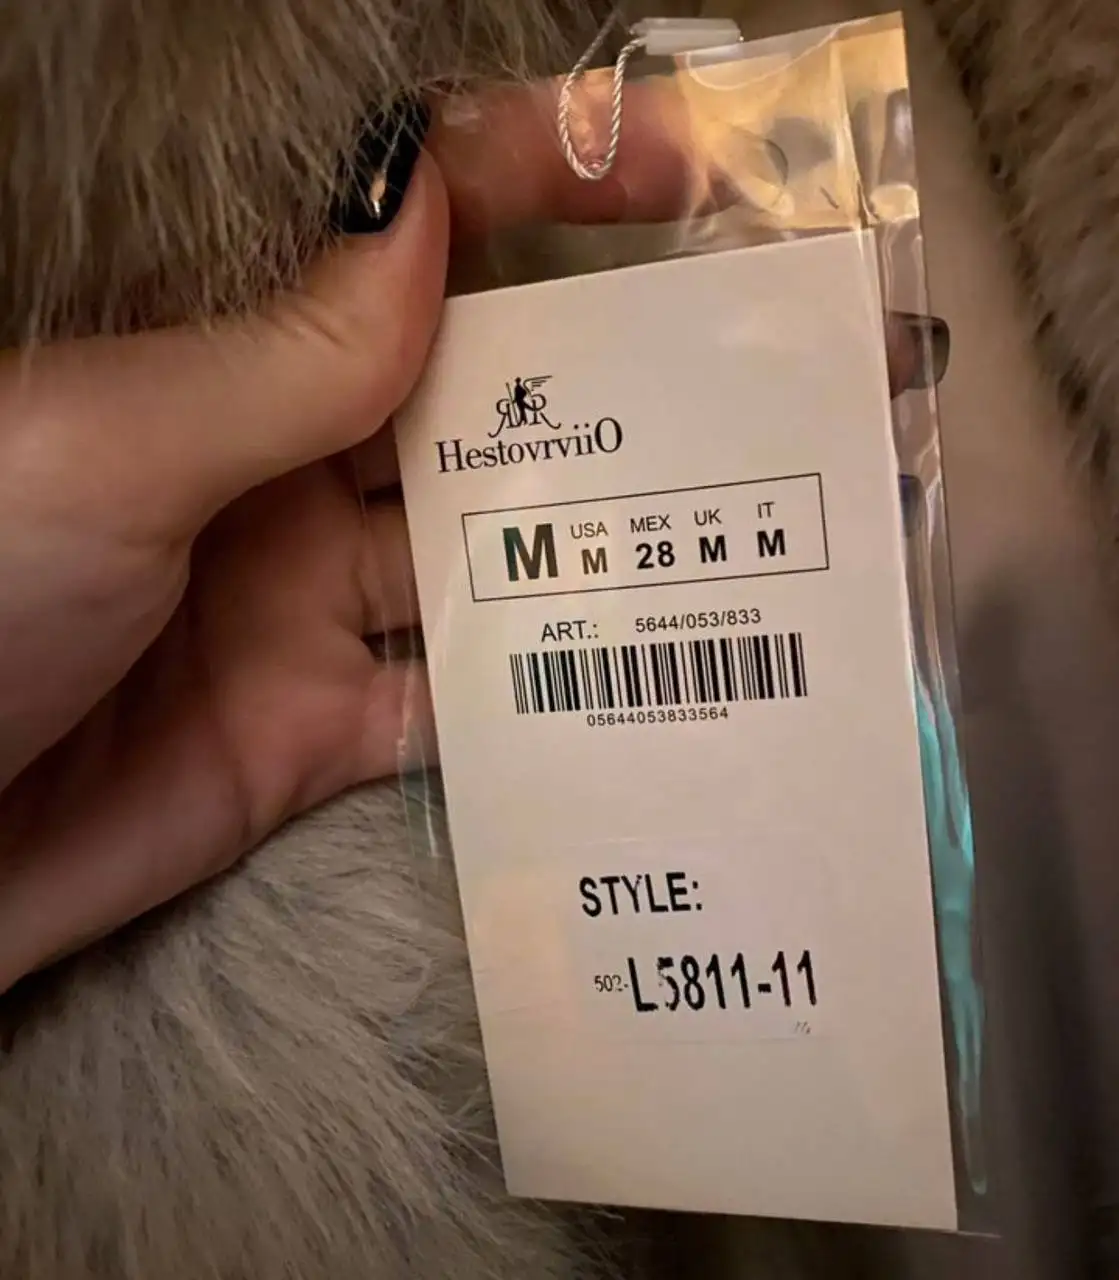 HestovrviiO
M USA MEX UK IT
M 28 M M
ART.: 5644/053/833
05644053833564
STYLE:
502-L5811-11